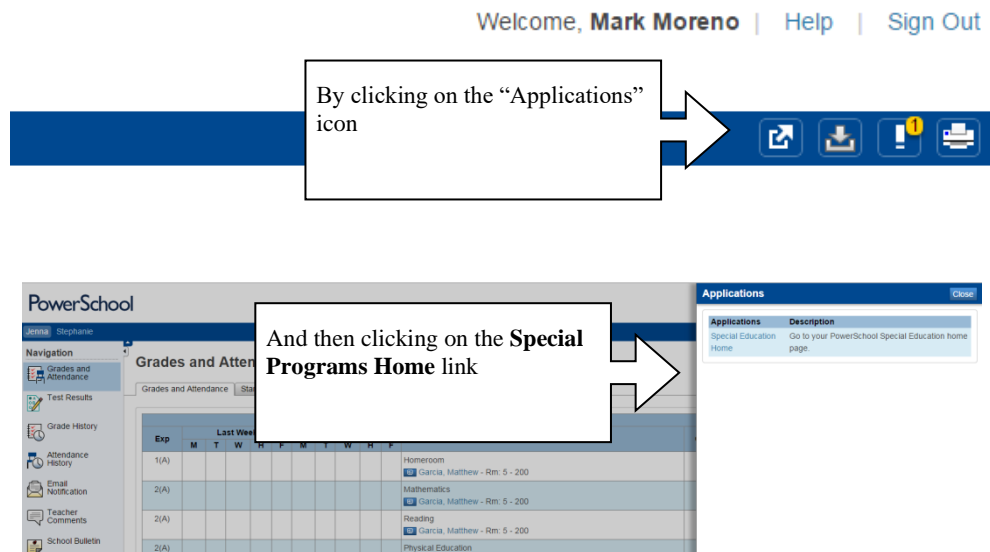 Welcome, Mark Moreno | Help | Sign Out
By clicking on the “Applications”
icon
1
PowerSchool
Jenna Stephanie
Navigation
Grades and
Attendance
Test Results
Grade History
Attendance
History
Email
Notification
Teacher
Comments
School Bulletin
And then clicking on the Special
Programs Home link
Grades and Atten
Grades and Attendance
Exp
Last Wee
M T W H F M T W H F
1(A)
Homeroom
Garcia, Matthew - Rm: 5 - 200
2(A)
Mathematics
Garcia, Matthew - Rm: 5 - 200
2(A)
Reading
Garcia, Matthew - Rm: 5 - 200
2(A)
Physical Education
Applications Close
Applications Description
Special Education Go to your PowerSchool Special Education home
Home page.